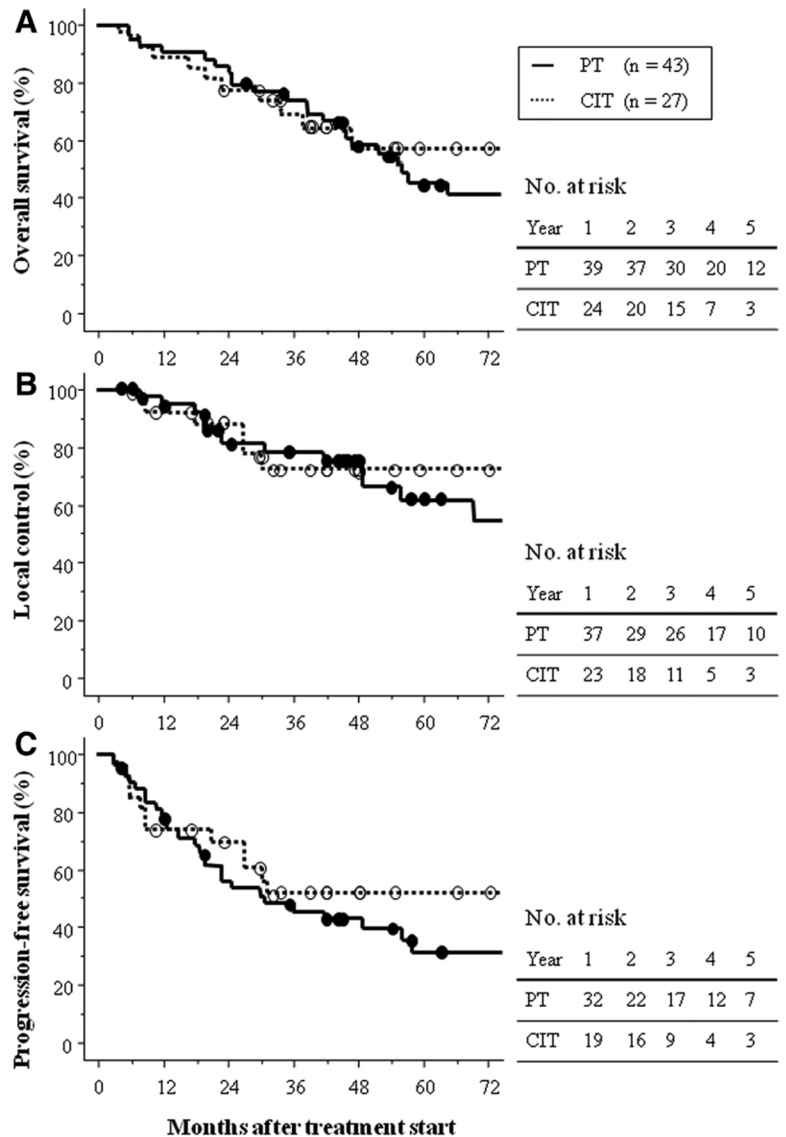 A
Overall survival (%)
100
80
60
40
20
0
0 12 24 36 48 60 72
PT (n = 43)
CIT (n = 27)
No. at risk
Year 1 2 3 4 5
PT 39 37 30 20 12
CIT 24 20 15 7 3
B
Local control (%)
100
80
60
40
20
0
0 12 24 36 48 60 72
No. at risk
Year 1 2 3 4 5
PT 37 29 26 17 10
CIT 23 18 11 5 3
C
Progression-free survival (%)
100
80
60
40
20
0
0 12 24 36 48 60 72
No. at risk
Year 1 2 3 4 5
PT 32 22 17 12 7
CIT 19 16 9 4 3
Months after treatment start